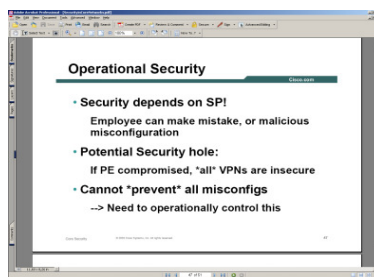 Operational Security
Cisco.com
• Security depends on SP!
Employee can make mistake, or malicious
misconfiguration
• Potential Security hole:
If PE compromised, *all* VPNs are insecure
• Cannot *prevent* all misconfigs
--> Need to operationally control this